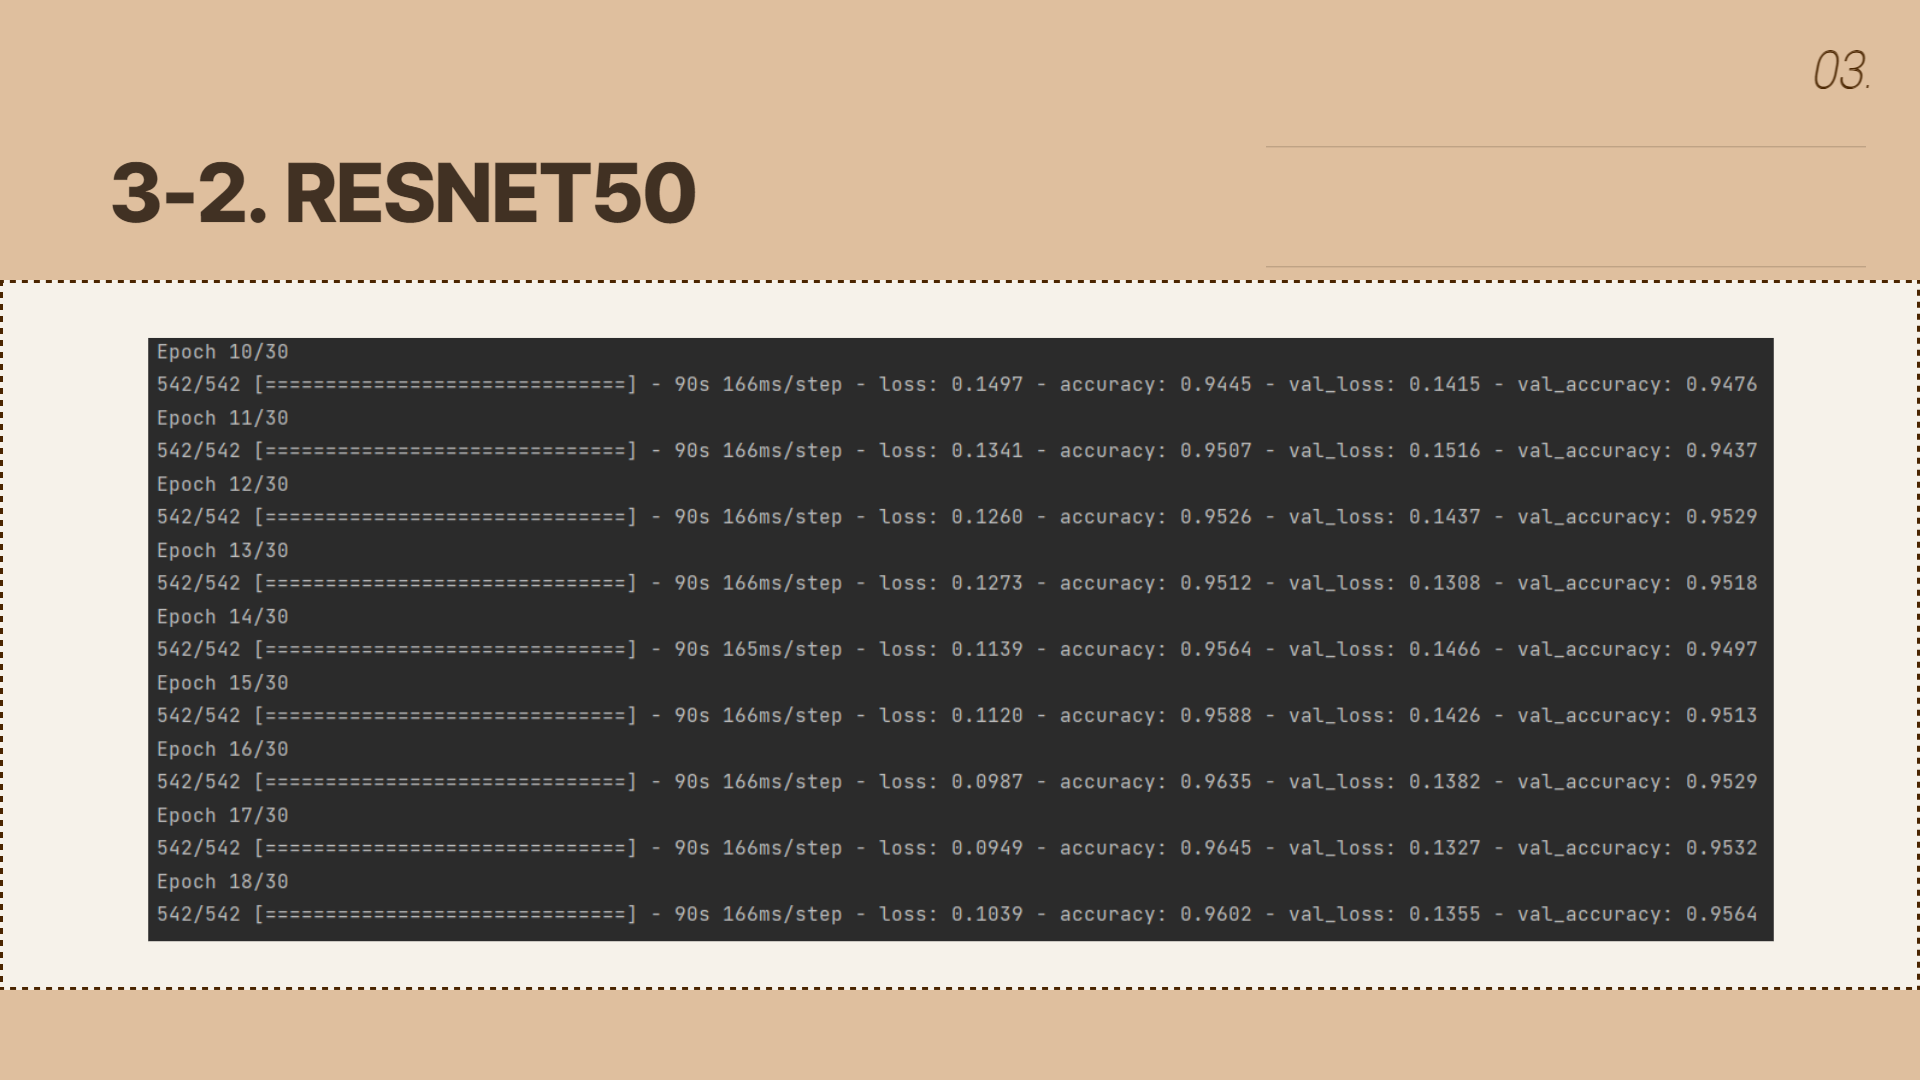 03.
3-2. RESNET50
Epoch 10/30
542/542 [==============================] - 90s 166ms/step - loss: 0.1497 - accuracy: 0.9445 - val_loss: 0.1415 - val_accuracy: 0.9476
Epoch 11/30
542/542 [==============================] - 90s 166ms/step - loss: 0.1341 - accuracy: 0.9507 - val_loss: 0.1516 - val_accuracy: 0.9437
Epoch 12/30
542/542 [==============================] - 90s 166ms/step - loss: 0.1260 - accuracy: 0.9526 - val_loss: 0.1437 - val_accuracy: 0.9529
Epoch 13/30
542/542 [==============================] - 90s 166ms/step - loss: 0.1273 - accuracy: 0.9512 - val_loss: 0.1308 - val_accuracy: 0.9518
Epoch 14/30
542/542 [==============================] - 90s 165ms/step - loss: 0.1139 - accuracy: 0.9564 - val_loss: 0.1466 - val_accuracy: 0.9497
Epoch 15/30
542/542 [==============================] - 90s 166ms/step - loss: 0.1120 - accuracy: 0.9588 - val_loss: 0.1426 - val_accuracy: 0.9513
Epoch 16/30
542/542 [==============================] - 90s 166ms/step - loss: 0.0987 - accuracy: 0.9635 - val_loss: 0.1382 - val_accuracy: 0.9529
Epoch 17/30
542/542 [==============================] - 90s 166ms/step - loss: 0.0949 - accuracy: 0.9645 - val_loss: 0.1327 - val_accuracy: 0.9532
Epoch 18/30
542/542 [==============================] - 90s 166ms/step - loss: 0.1039 - accuracy: 0.9602 - val_loss: 0.1355 - val_accuracy: 0.9564